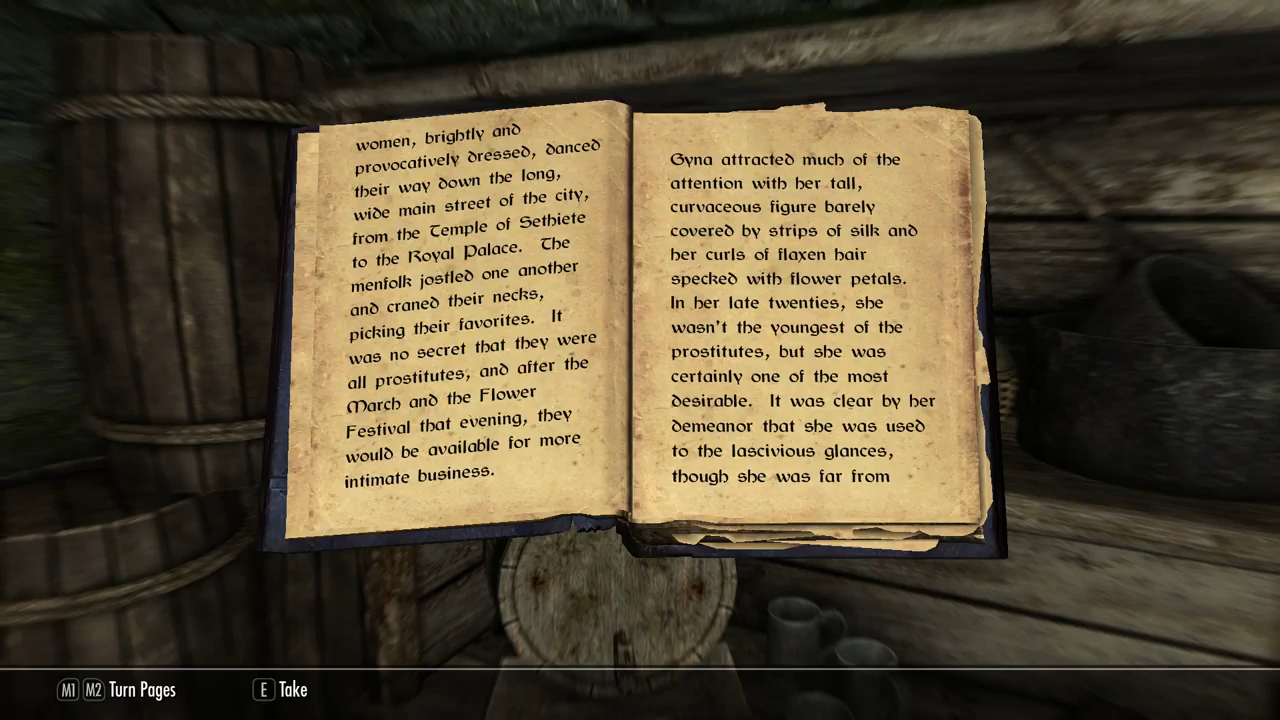 women, brightly and
provocatively dressed, danced
their way down the long,
wide main street of the city,
from the Temple of Sethiete
to the Royal Palace.  The
menfolk jostled one another
and craned their necks,
picking their favorites.  It
was no secret that they were
all prostitutes, and after the
March and the Flower
Festival that evening, they
would be available for more
intimate business.
Gyna attracted much of the
attention with her tall,
curvaceous figure barely
covered by strips of silk and
her curls of flaxen hair
specked with flower petals.
In her late twenties, she
wasn't the youngest of the
prostitutes, but she was
certainly one of the most
desirable.  It was clear by her
demeanor that she was used
to the lascivious glances,
though she was far from
M1 M2 Turn Pages
E Take